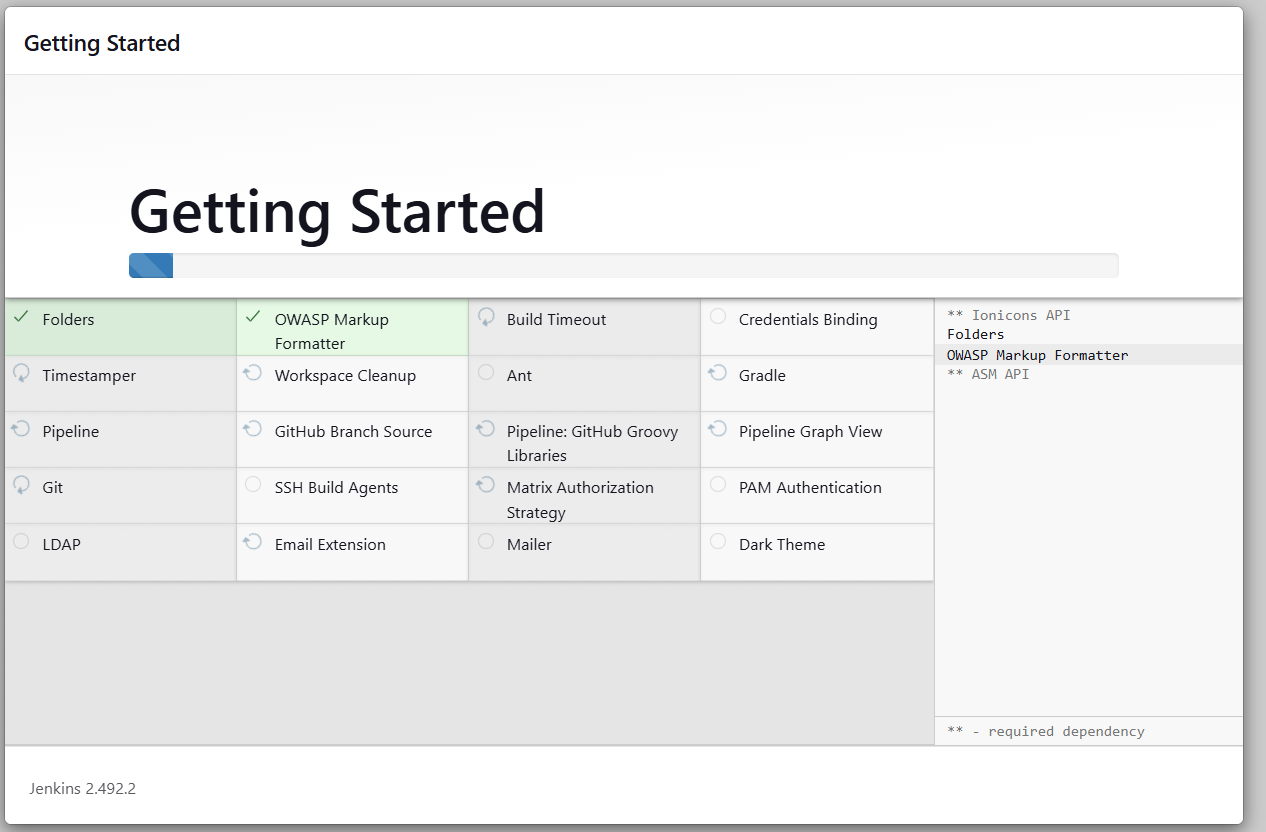 Getting Started
Getting Started
Folders
OWASP Markup
Formatter
Build Timeout
Credentials Binding
Timestamper
Workspace Cleanup
Ant
Gradle
Pipeline
GitHub Branch Source
Pipeline: GitHub Groovy
Libraries
Pipeline Graph View
Git
SSH Build Agents
Matrix Authorization
Strategy
PAM Authentication
LDAP
Email Extension
Mailer
Dark Theme
** Ionicons API
Folders
OWASP Markup Formatter
** ASM API
** - required dependency
Jenkins 2.492.2